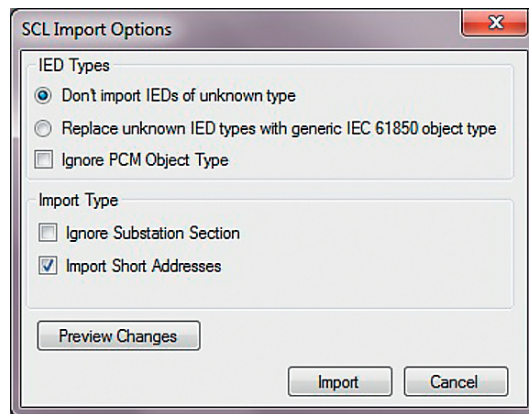 SCL Import Options
IED Types
Don't import IEDs of unknown type
Replace unknown IED types with generic IEC 61850 object type
Ignore PCM Object Type
Import Type
Ignore Substation Section
Import Short Addresses
Preview Changes
Import
Cancel